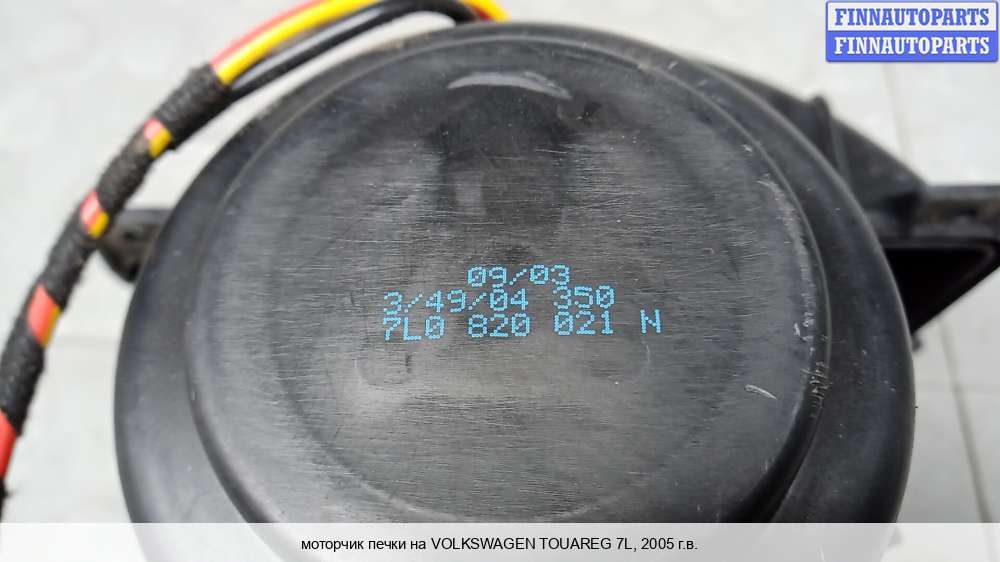 FINNAUTOPARTS
FINNAUTOPARTS
09/03
3/49/04 350
7L0 820 021 N
моторчик печки на VOLKSWAGEN TOUAREG 7L, 2005 г.в.